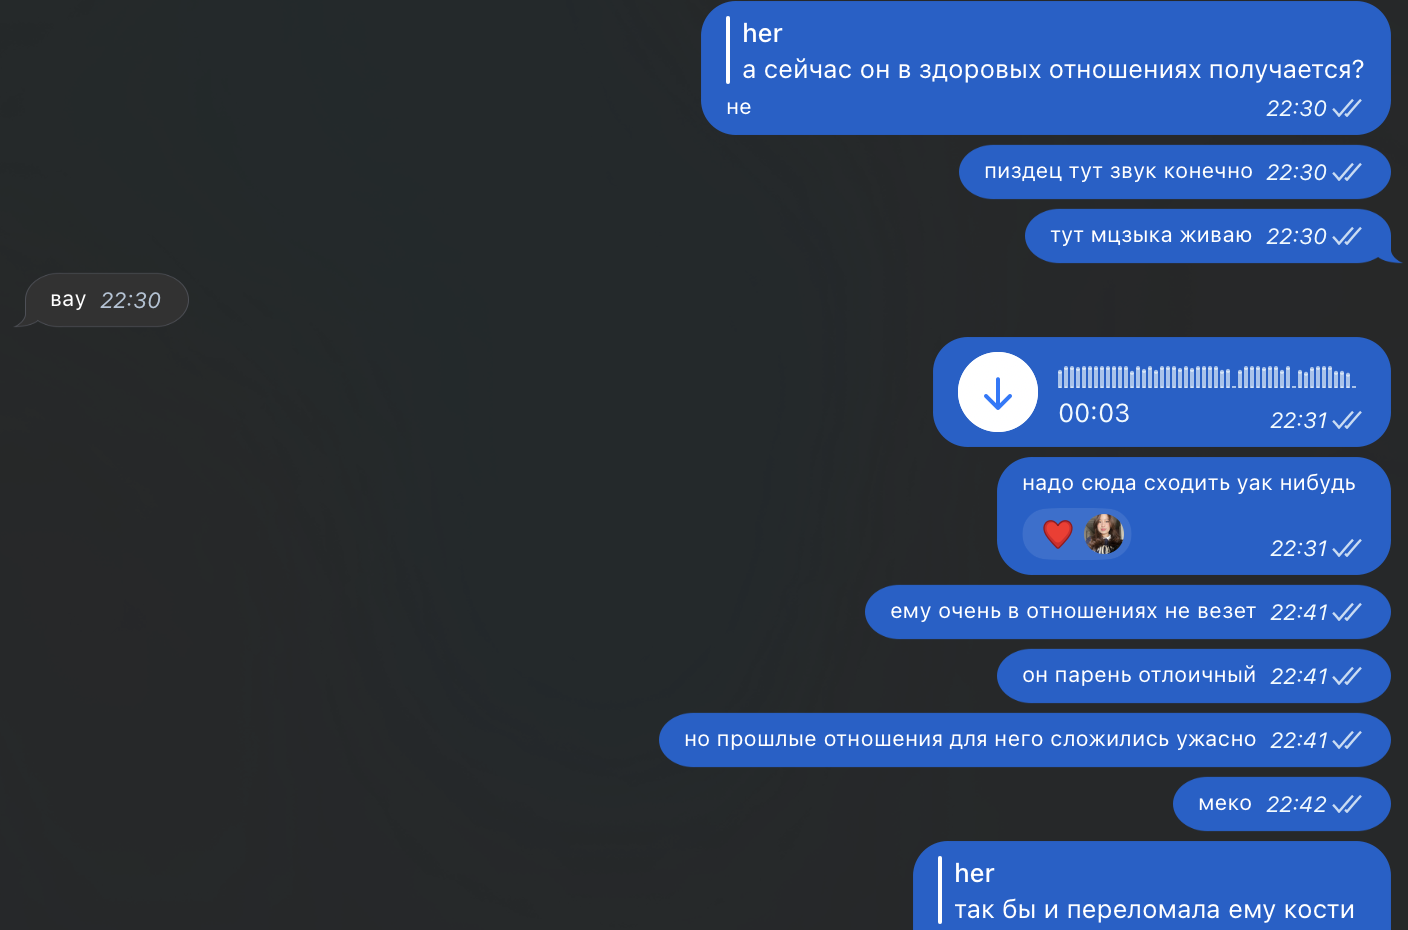 her
а сейчас он в здоровых отношениях получается?
не 22:30
пиздец тут звук конечно 22:30
тут мцзыка живаю 22:30
вау 22:30
00:03 22:31
надо сюда сходить уак нибудь
22:31
ему очень в отношениях не везет 22:41
он парень отлоичный 22:41
но прошлые отношения для него сложились ужасно 22:41
меко 22:42
her
так бы и переломала ему кости